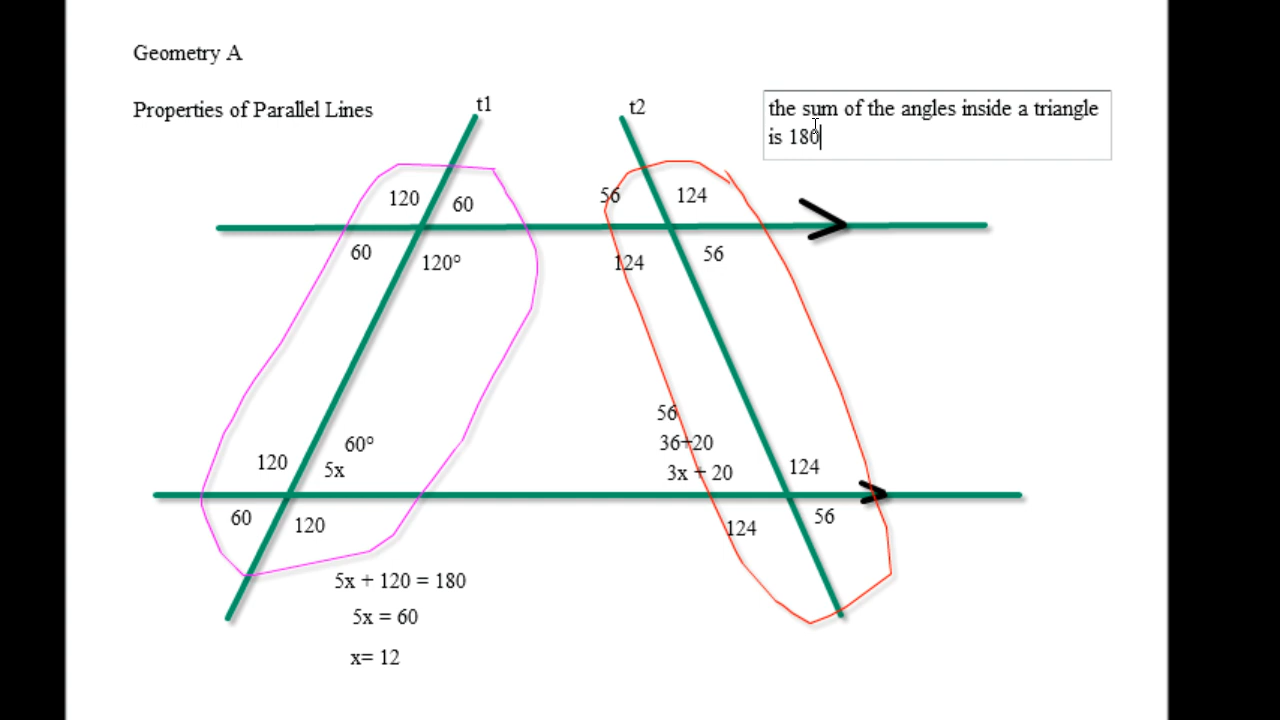 Geometry A
Properties of Parallel Lines
t1
t2
the sum of the angles inside a triangle
is 180
120
60
56
124
60
120°
124
56
60°
120
5x
56
36+20
3x + 20
124
60
120
124
56
5x + 120 = 180
5x = 60
x= 12